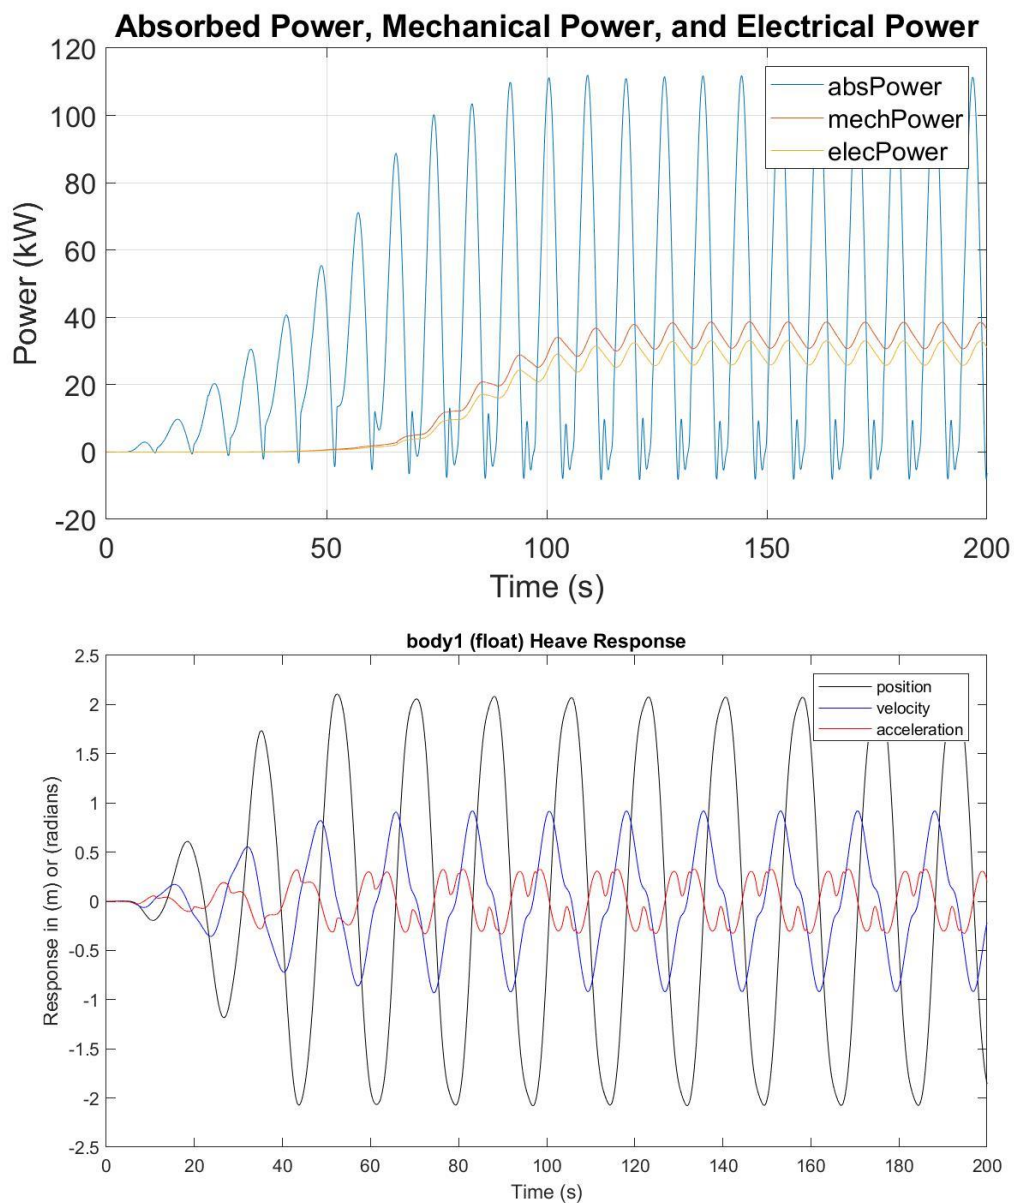 Absorbed Power, Mechanical Power, and Electrical Power
120
100
80
60
40
20
0
-20
Power (kW)
absPower
mechPower
elecPower
0 50 100 150 200
Time (s)
body1 (float) Heave Response
2.5
2
1.5
1
0.5
0
-0.5
-1
-1.5
-2
-2.5
Response in (m) or (radians)
position
velocity
acceleration
0 20 40 60 80 100 120 140 160 180 200
Time (s)